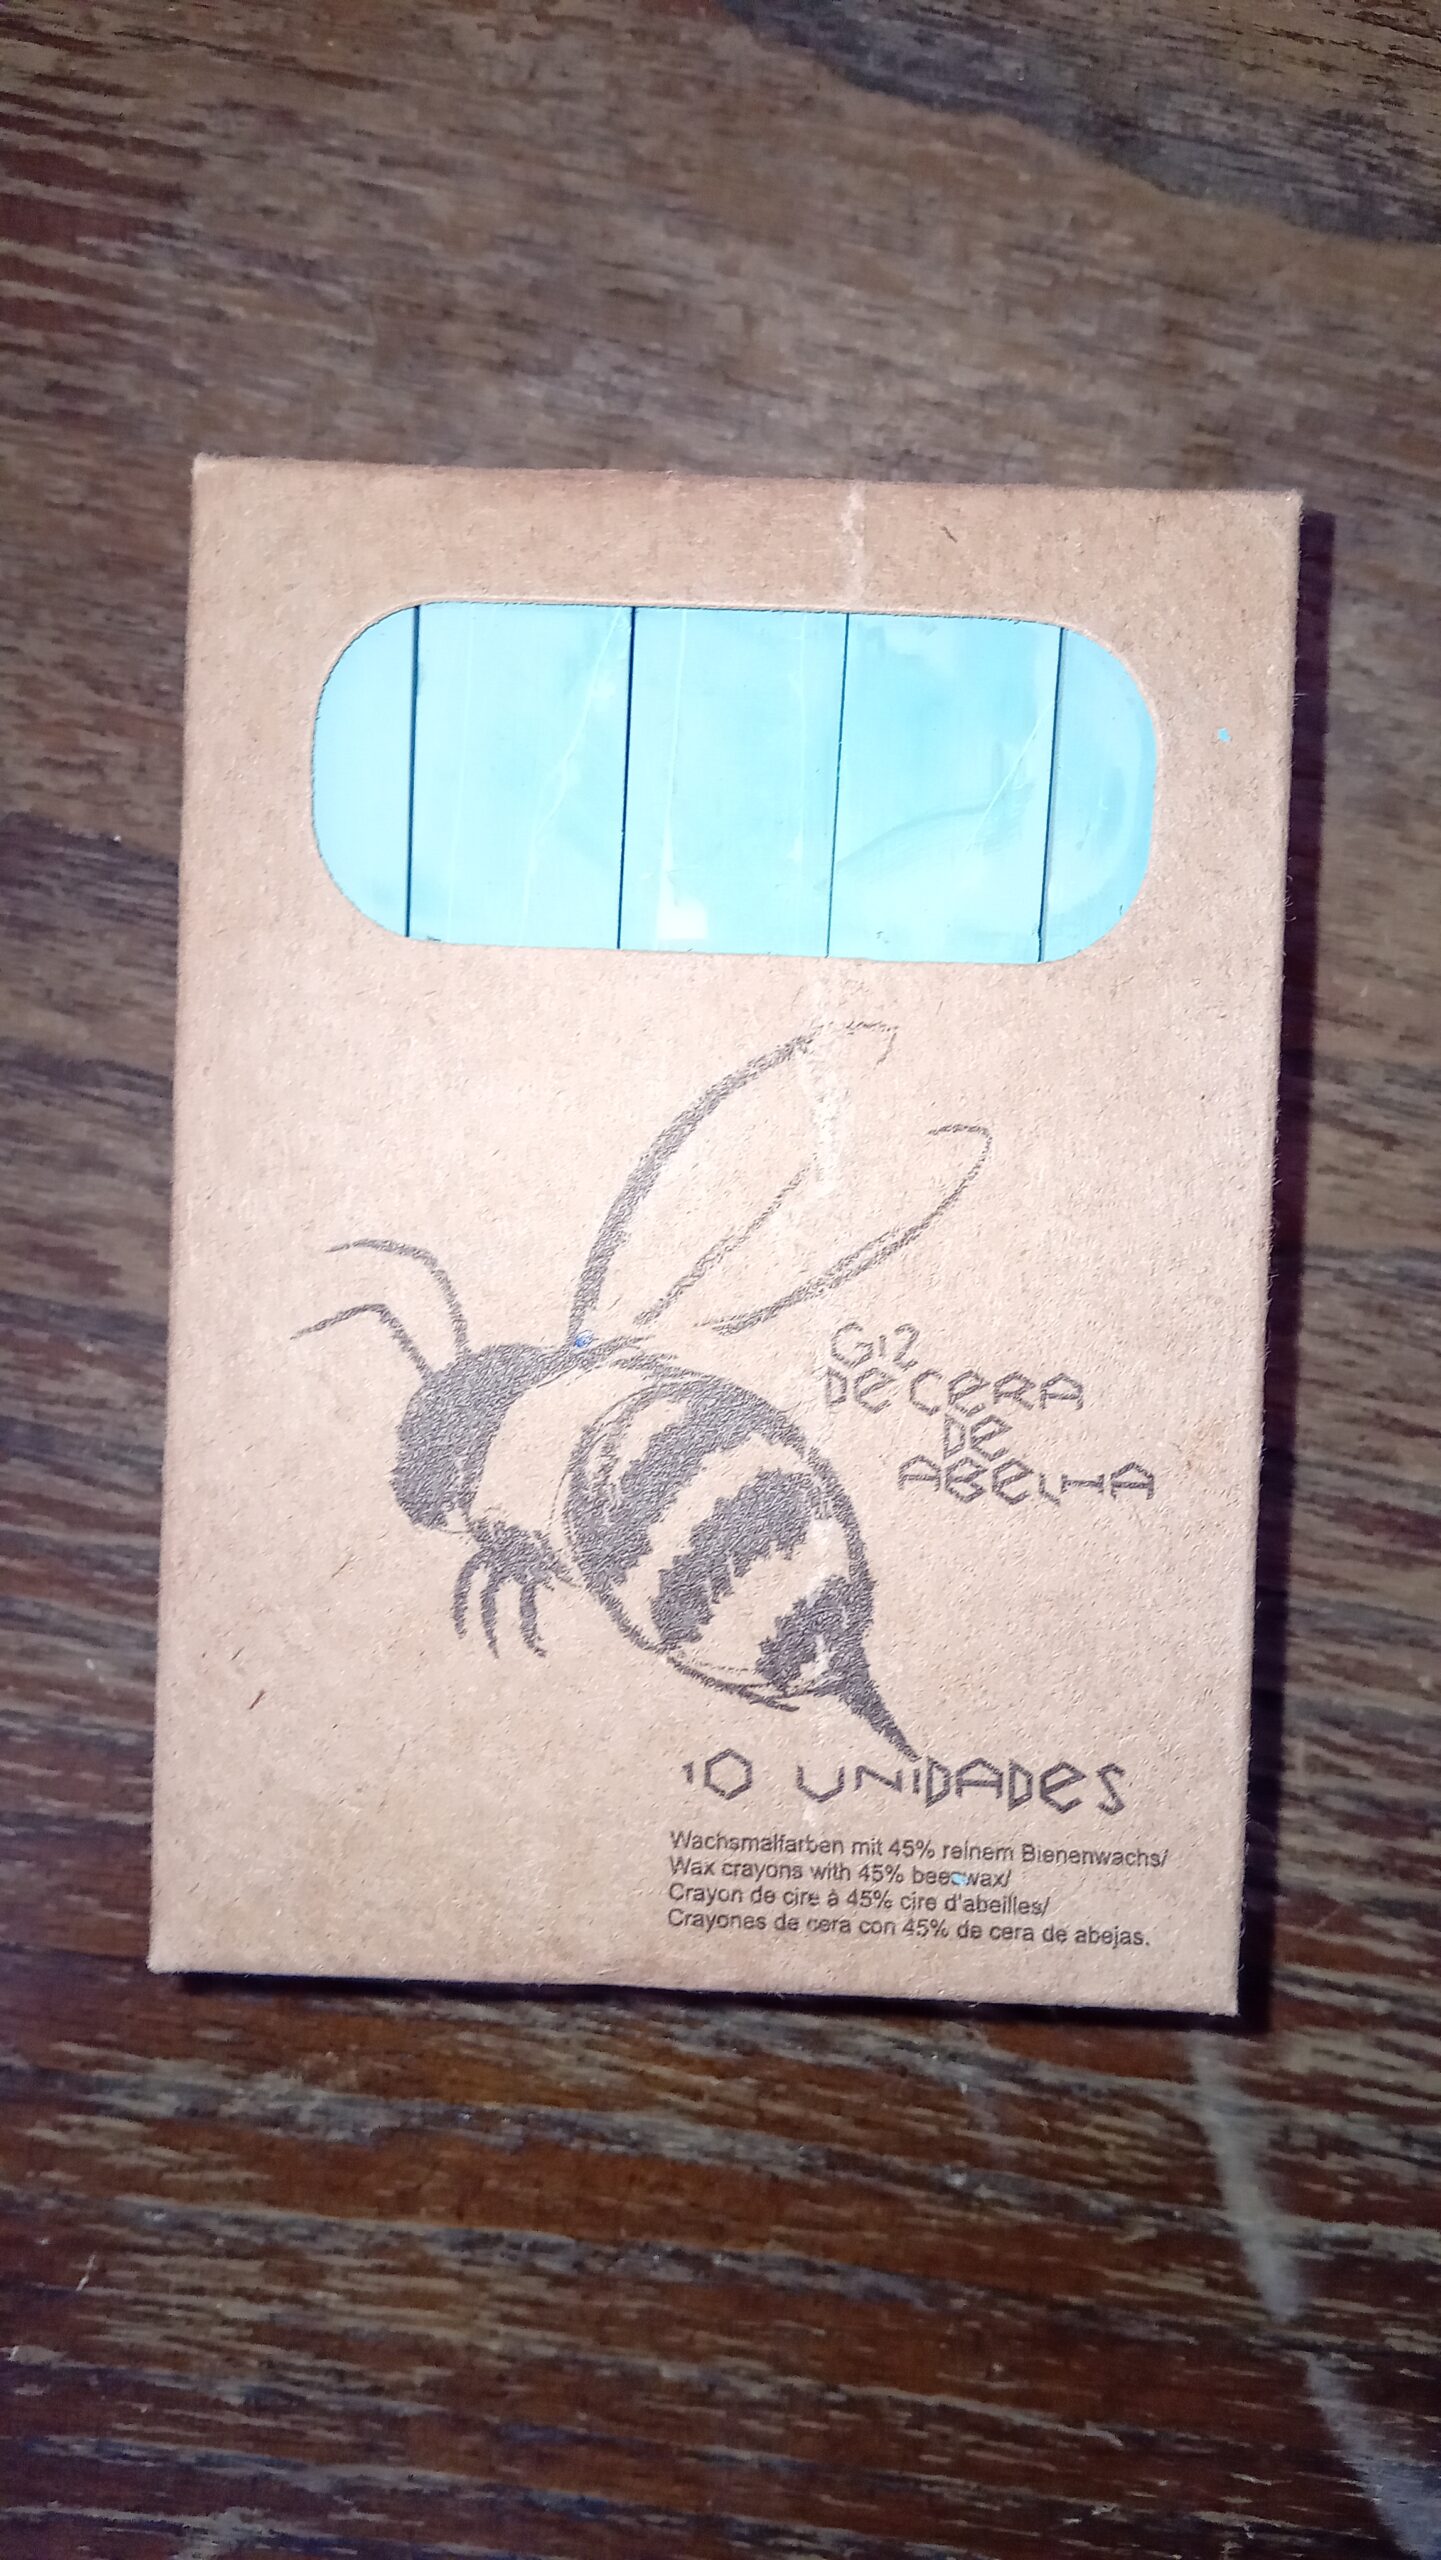 Giz
De CeRA
De
ABeLHA
10 UNiDADeS
Wachsmalfarben mit 45% reinem Bienenwachs/
Wax crayons with 45% beeswax/
Crayon de cire à 45% cire d'abeilles/
Crayones de cera con 45% de cera de abejas.